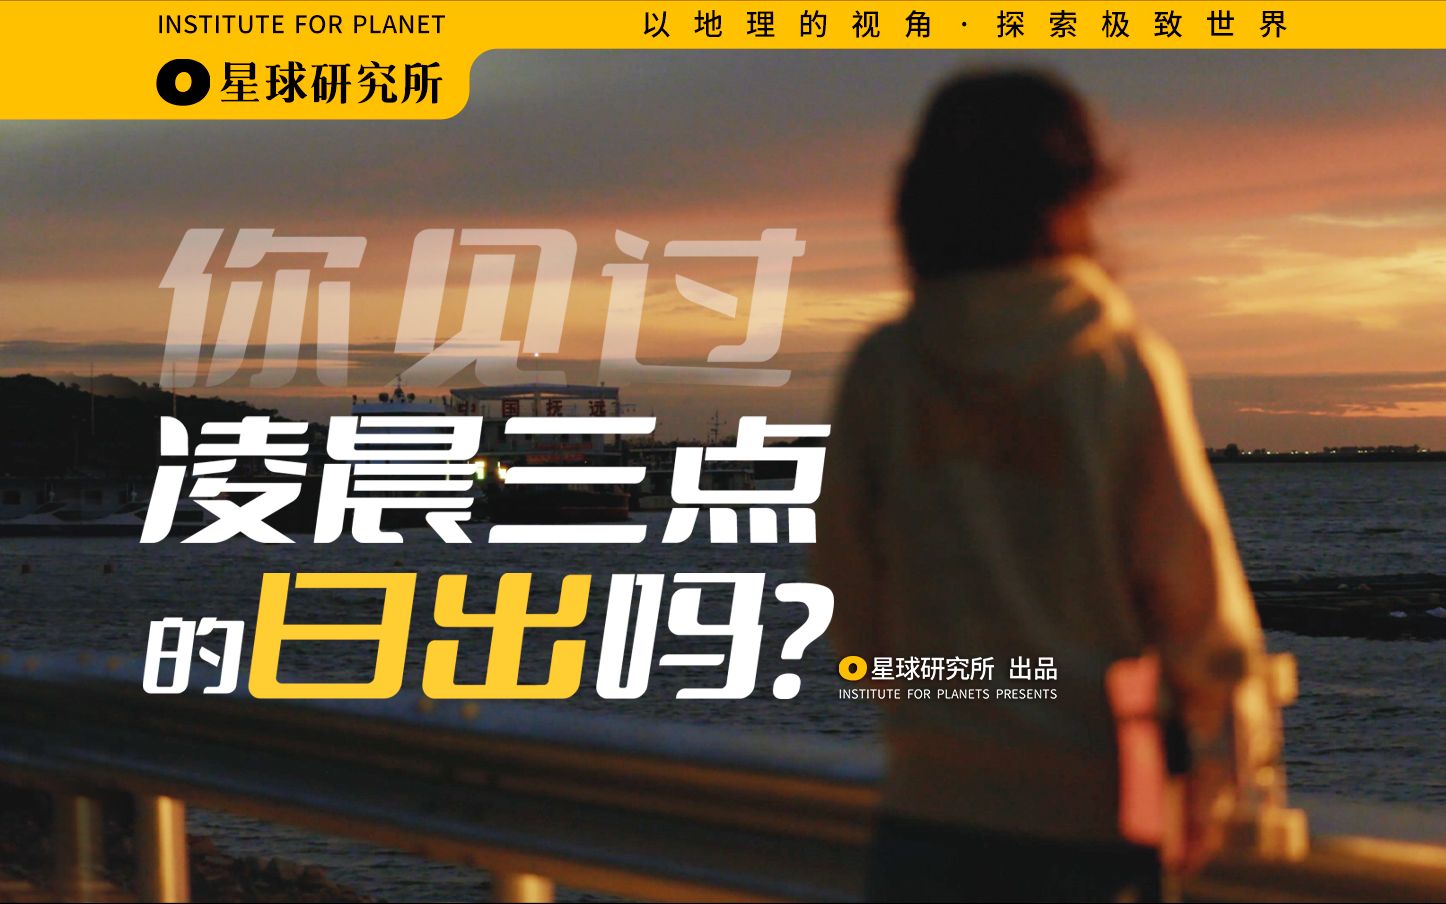 INSTITUTE FOR PLANET
以地理的视角·探索极致世界
星球研究所
你见过
中国抚远
凌晨三点
的日出吗?
星球研究所 出品
INSTITUTE FOR PLANETS PRESENTS